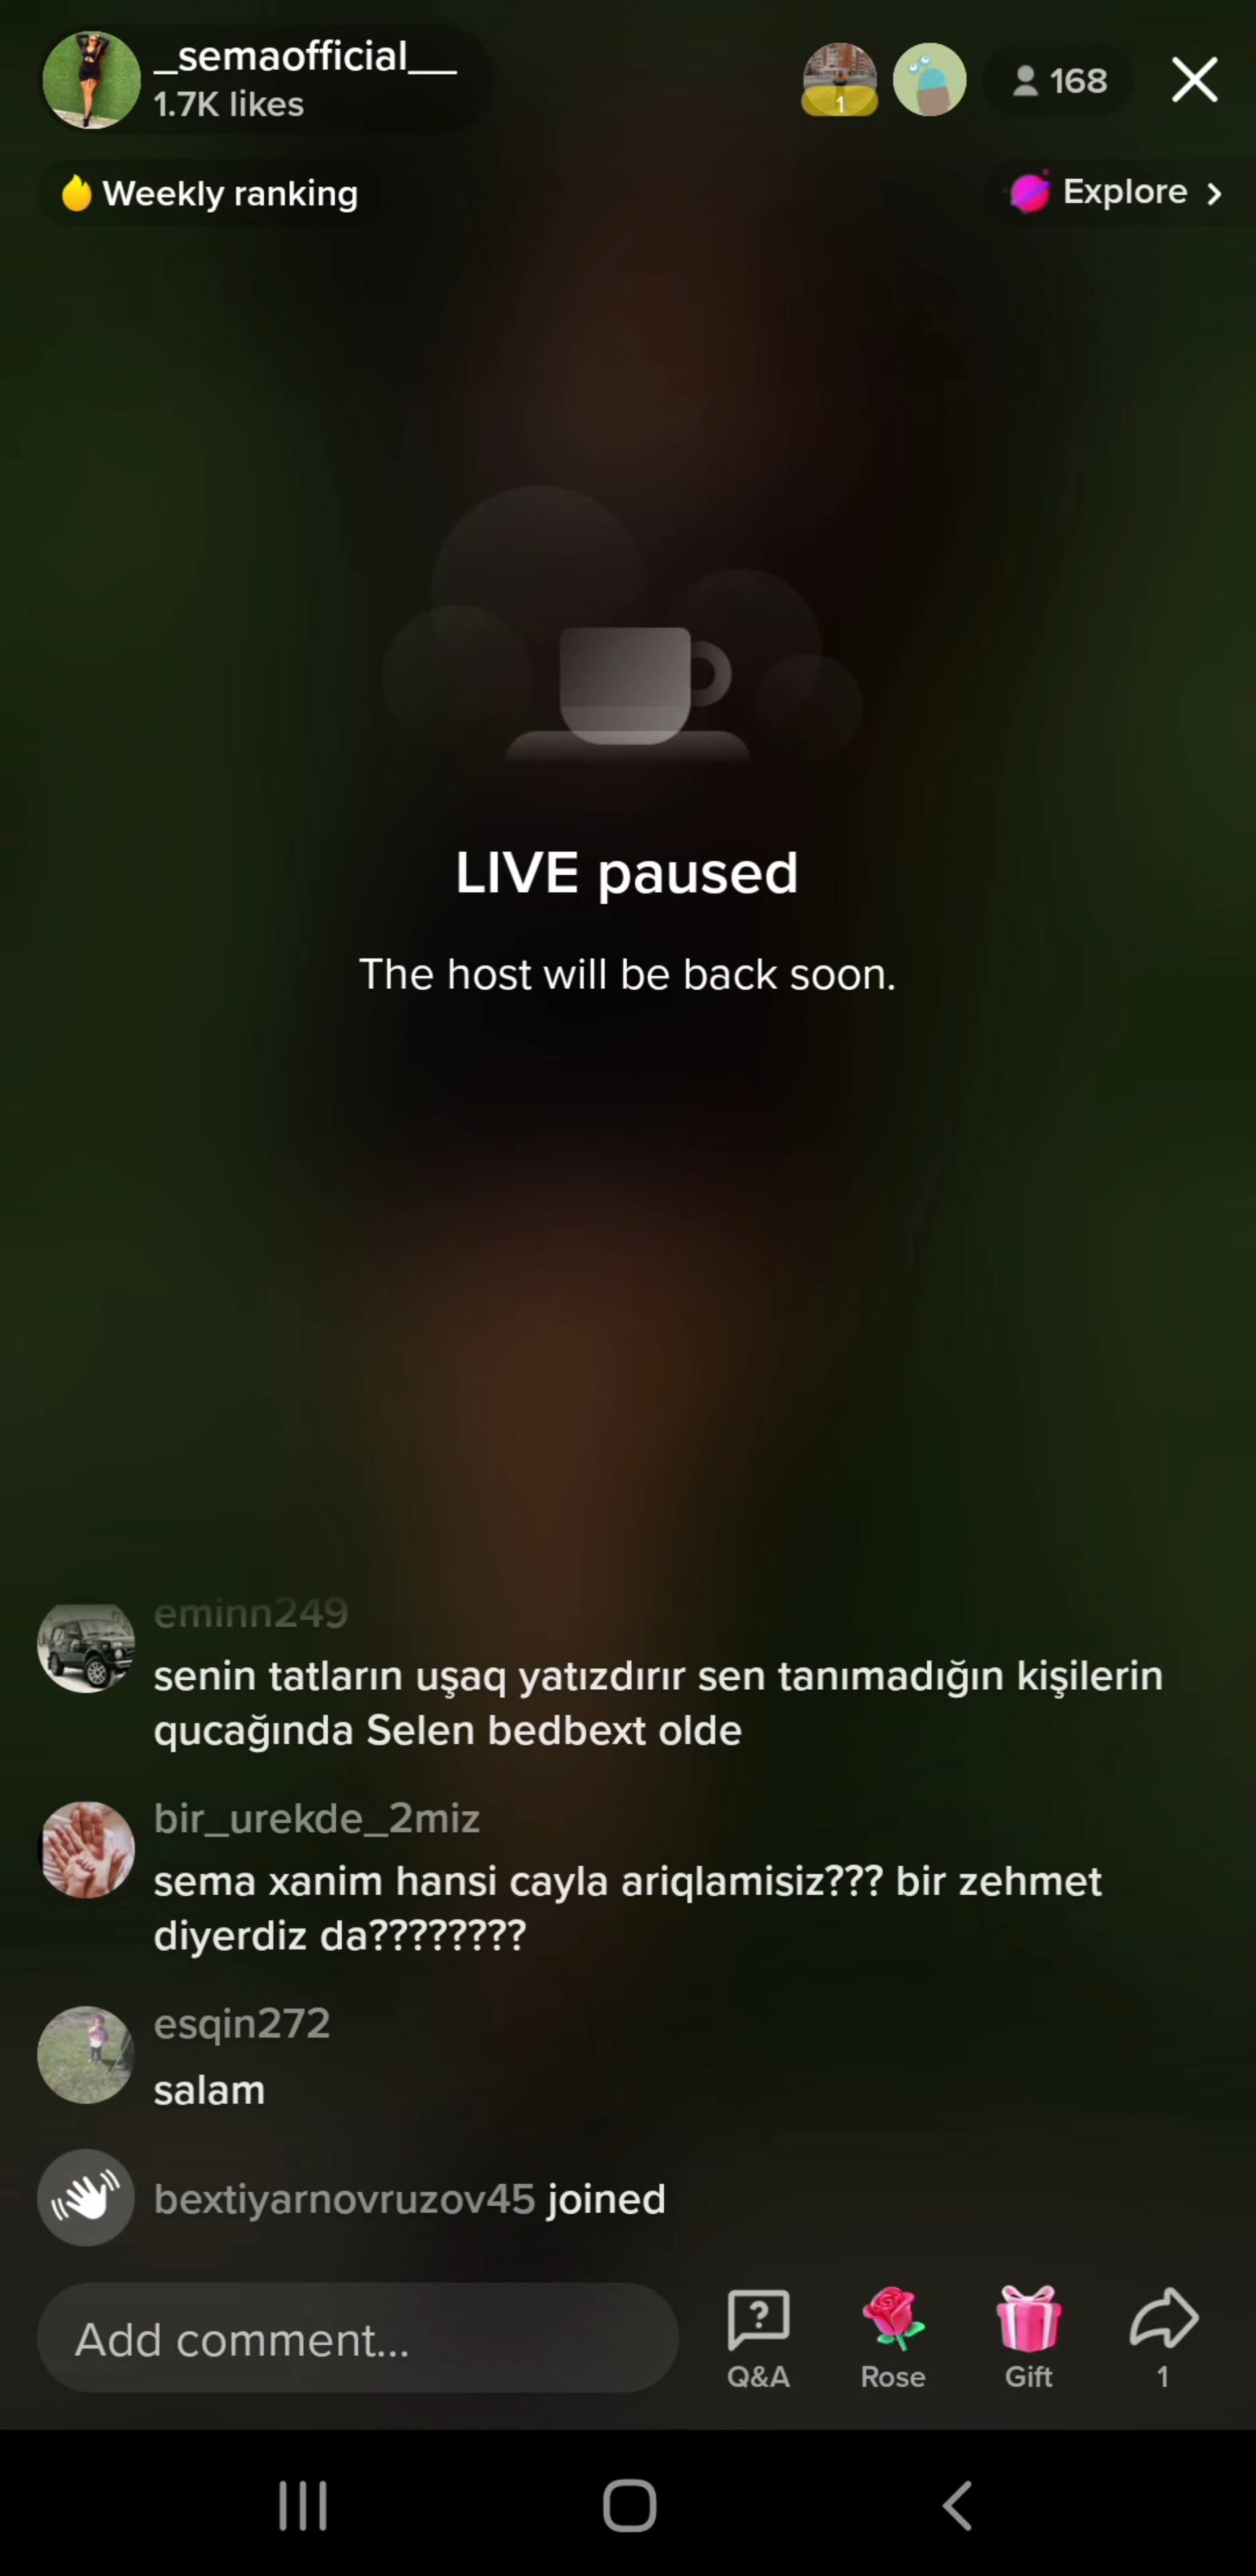 _semaofficial__
1.7K likes
1
168
Weekly ranking
Explore
LIVE paused
The host will be back soon.
eminn249
senin tatların uşaq yatızdırır sen tanımadığın kişilerin
qucağında Selen bedbext olde
bir_urekde_2miz
sema xanim hansi cayla ariqlamisiz??? bir zehmet
diyerdiz da????????
esqin272
salam
bextiyarnovruzov45 joined
Add comment...
Q&A
Rose
Gift
1